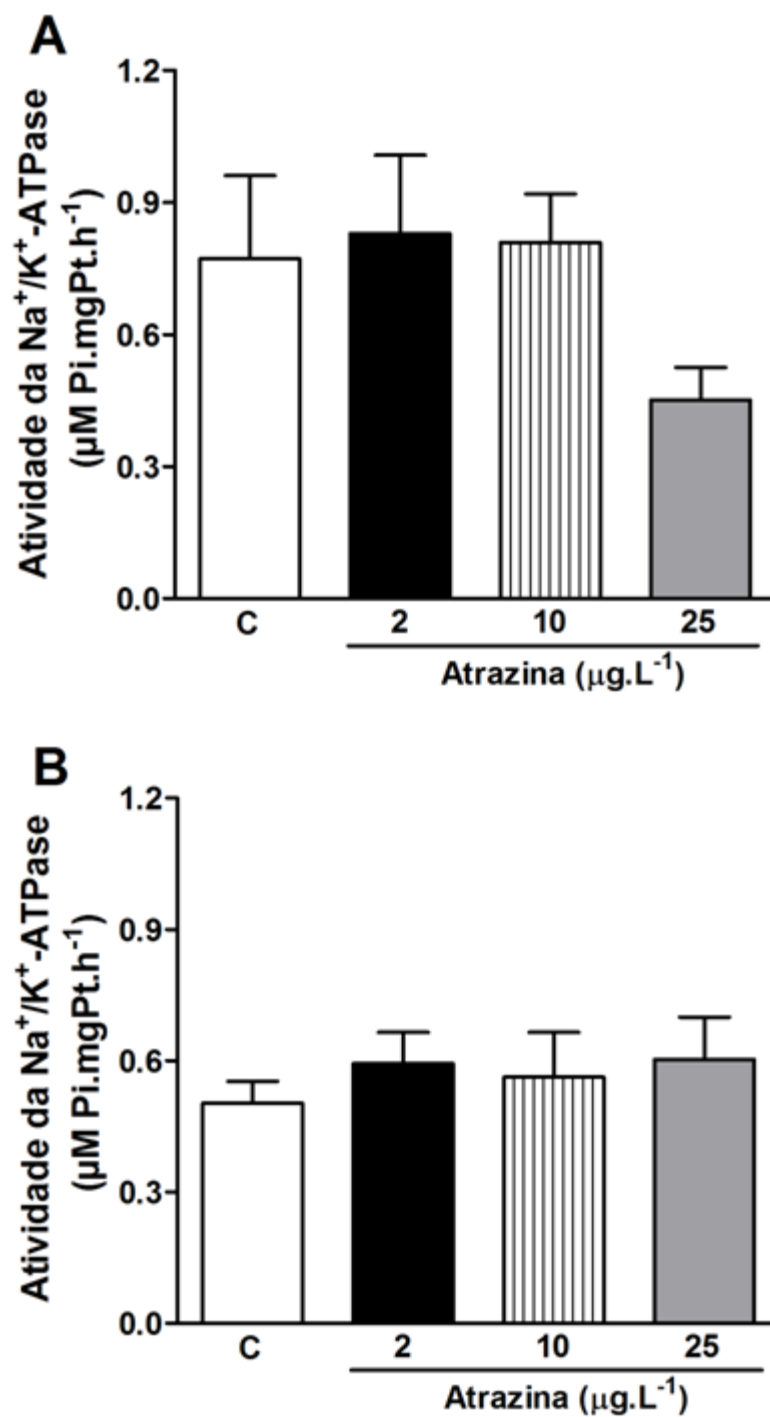 A
Atividade da Na⁺/K⁺-ATPase
(µM Pi.mgPt.h⁻¹)
1.2
0.9
0.6
0.3
0.0
C 2 10 25
Atrazina (µg.L⁻¹)
B
Atividade da Na⁺/K⁺-ATPase
(µM Pi.mgPt.h⁻¹)
1.2
0.9
0.6
0.3
0.0
C 2 10 25
Atrazina (µg.L⁻¹)